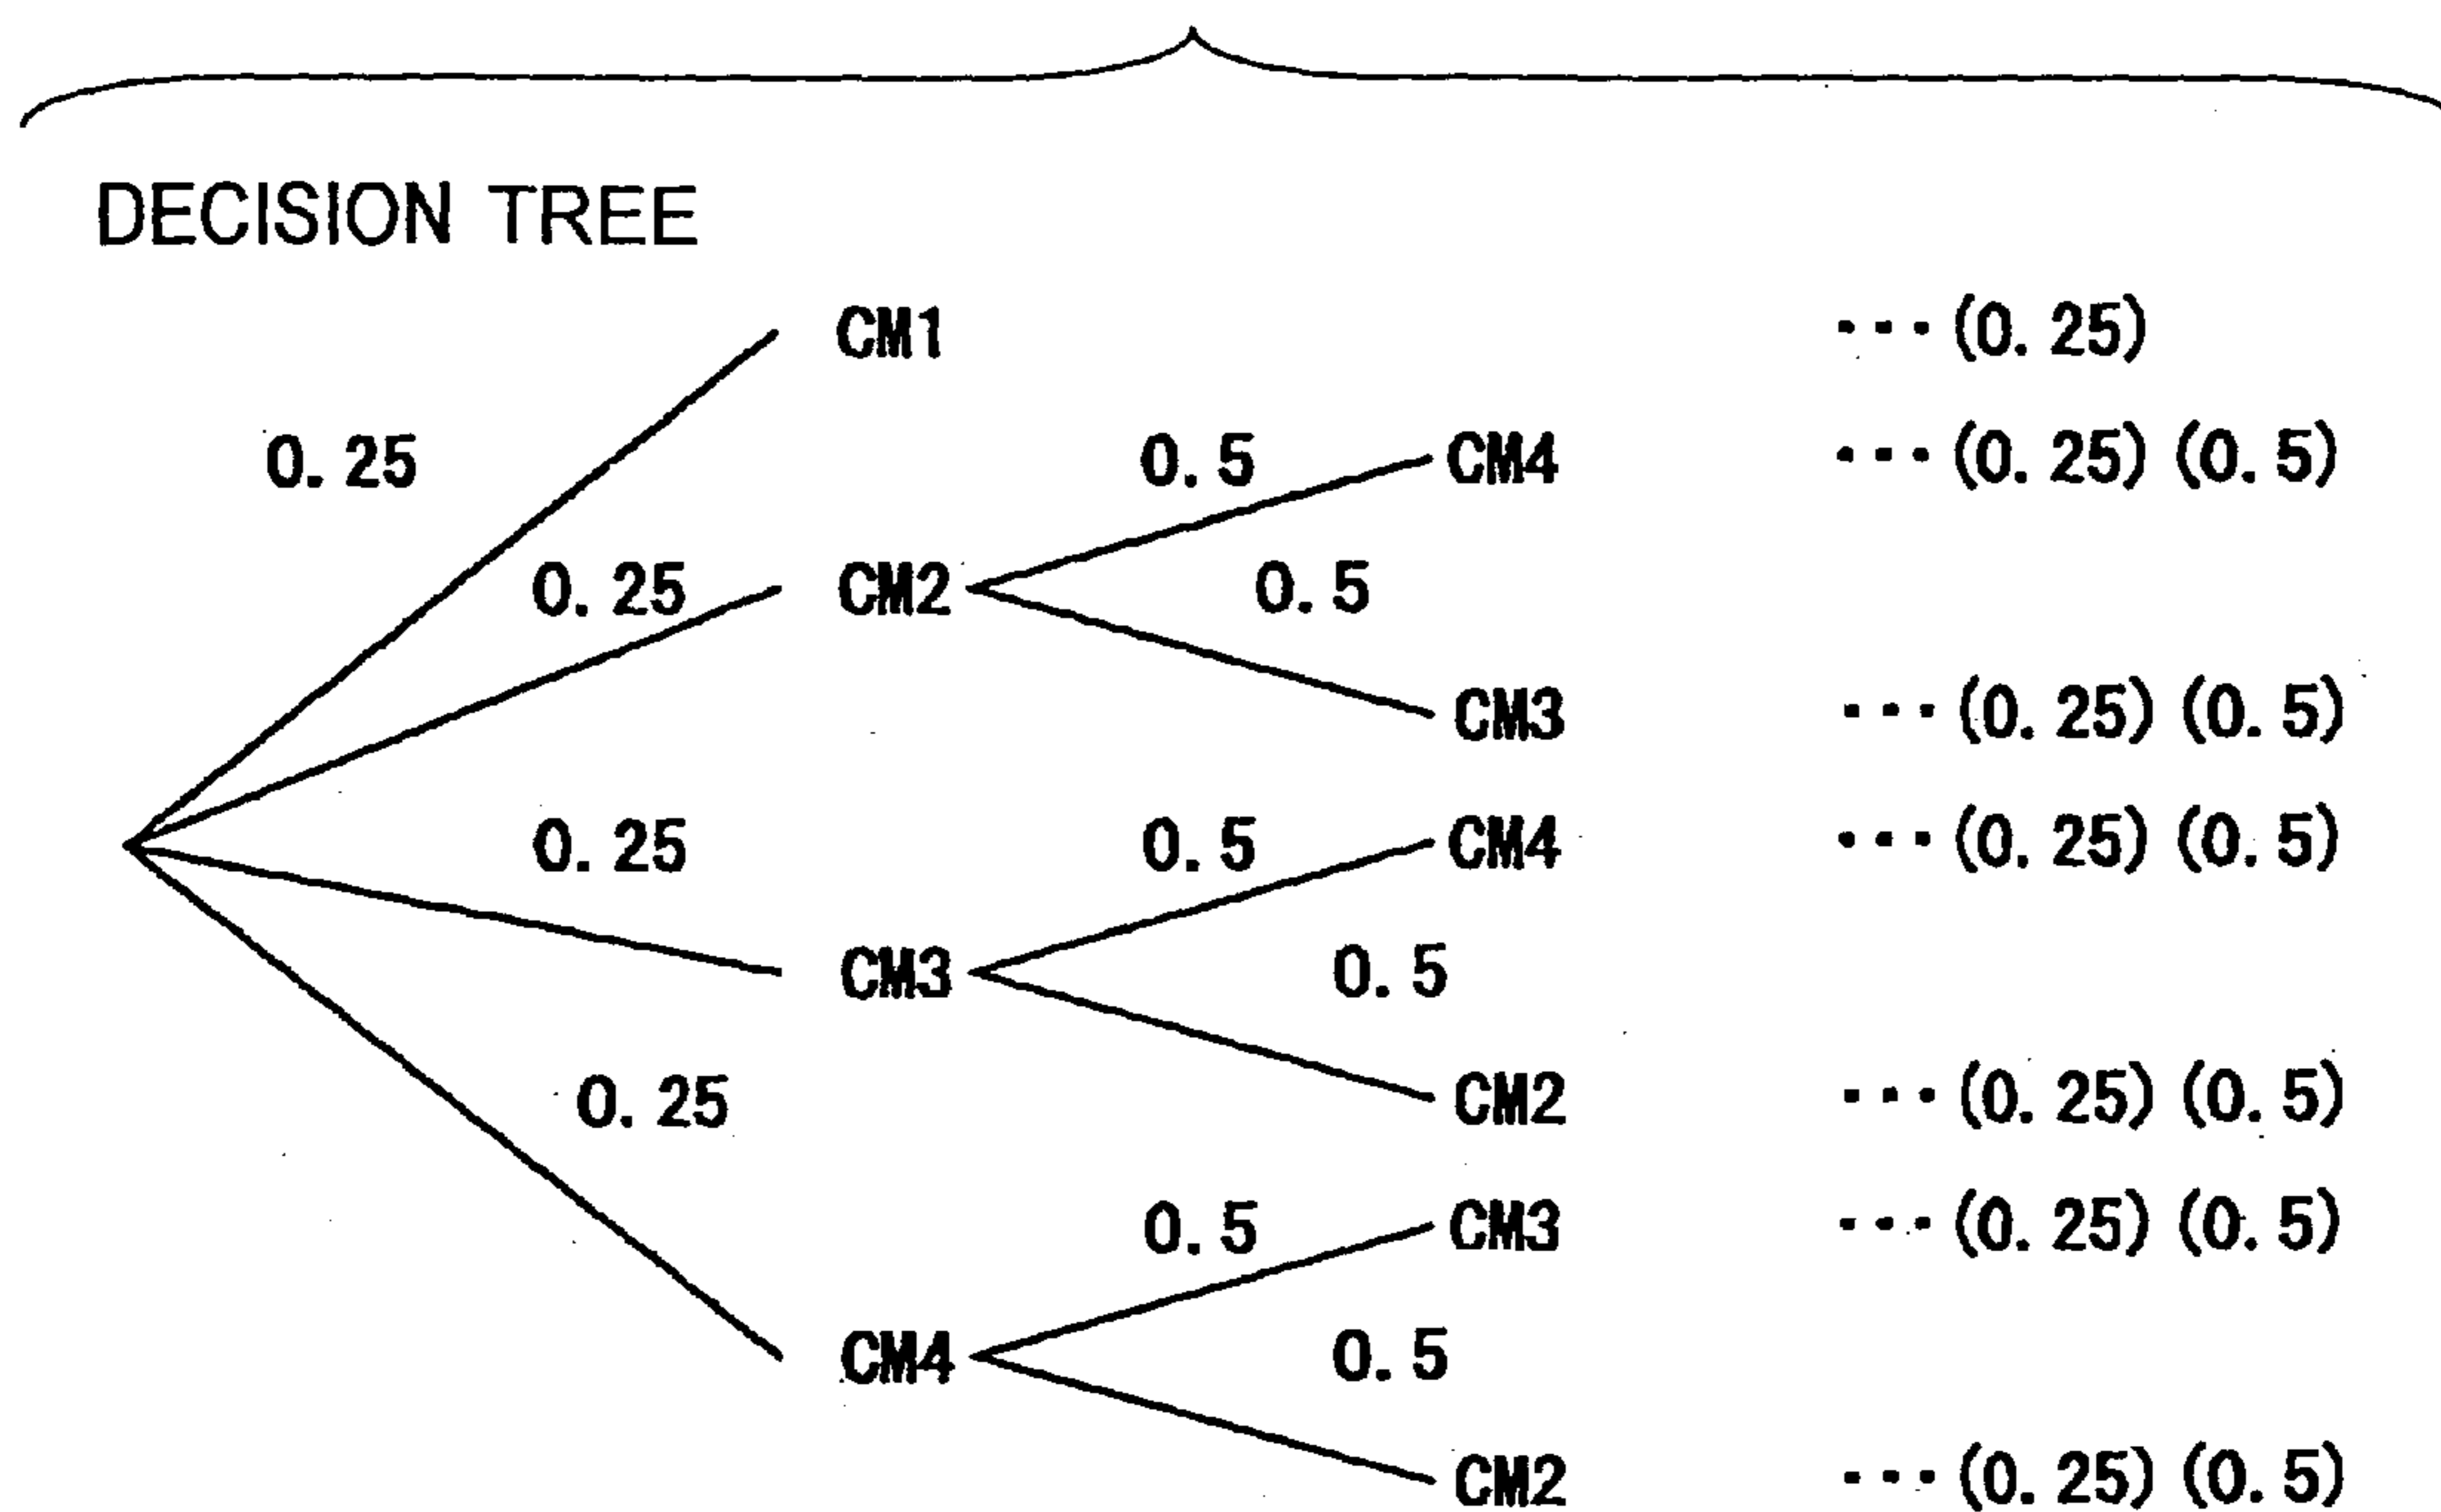 DECISION TREE
CM1 ···(0.25)
0.25 0.5 CM4 ···(0.25)(0.5)
0.25 CM2 0.5
CM3 ···(0.25)(0.5)
0.25 0.5 CM4 ···(0.25)(0.5)
CM3 0.5
0.25 CM2 ···(0.25)(0.5)
0.5 CM3 ···(0.25)(0.5)
CM4 0.5
CM2 ···(0.25)(0.5)